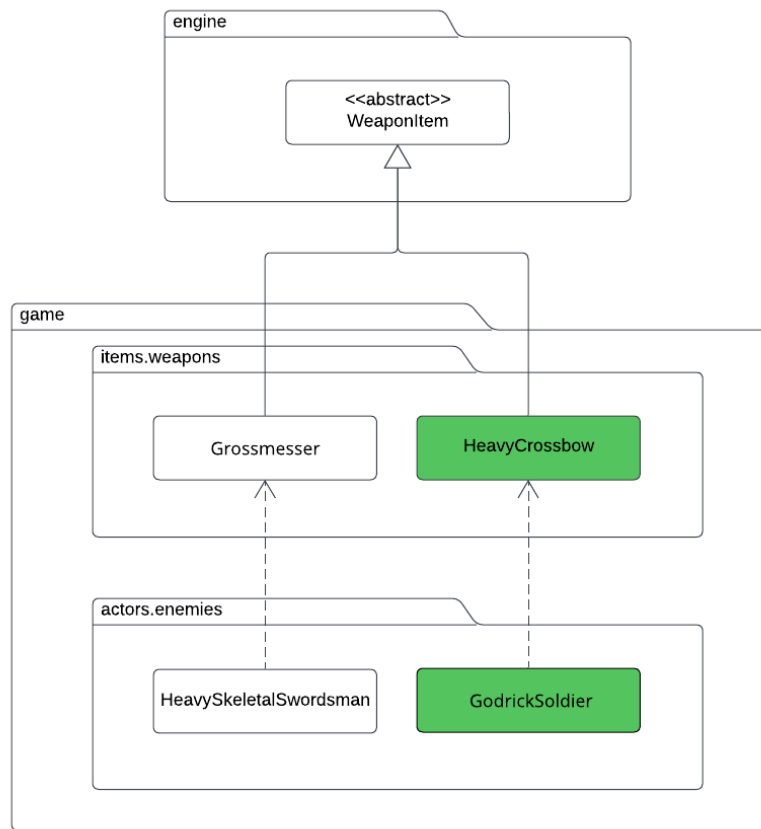 engine
<<abstract>>
WeaponItem
game
items.weapons
Grossmesser
HeavyCrossbow
actors.enemies
HeavySkeletalSwordsman
GodrickSoldier